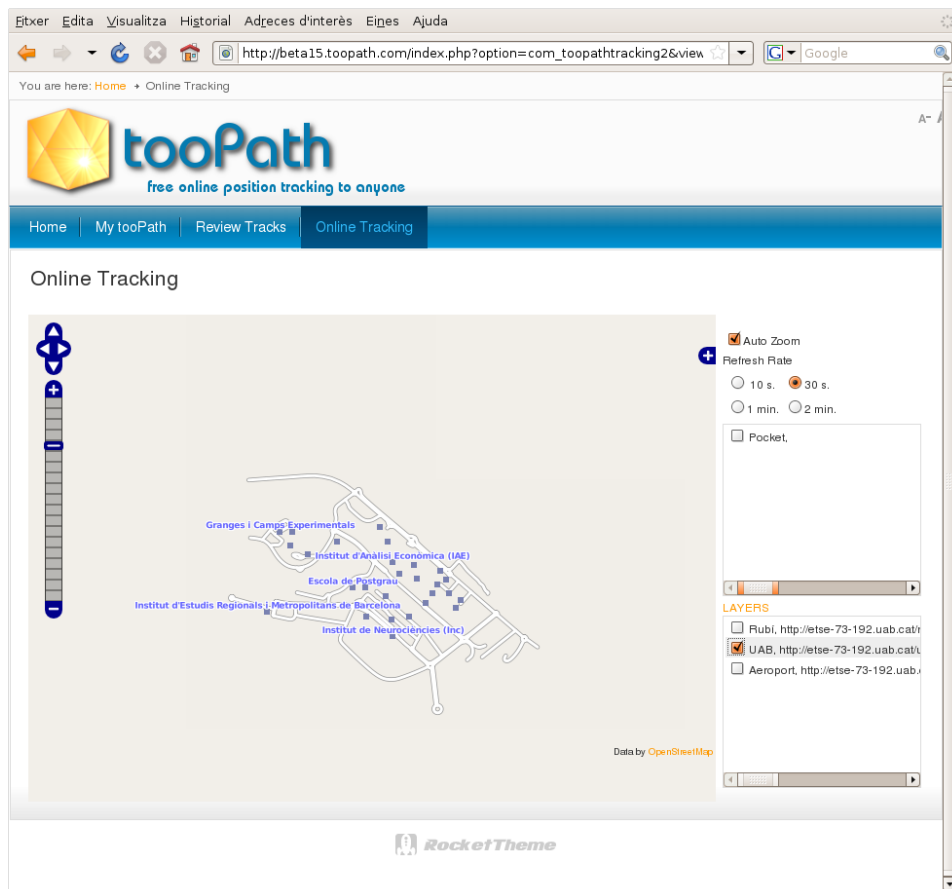 Fitxer Edita Visualitza Historial Adreces d'interès Eines Ajuda
http://beta15.toopath.com/index.php?option=com_toopathtracking2&view
Google
You are here: Home Online Tracking
A-
tooPath
free online position tracking to anyone
Home My tooPath Review Tracks Online Tracking
Online Tracking
Auto Zoom
Refresh Rate
10 s. 30 s.
1 min. 2 min.
Pocket,
Granges i Camps Experimentals
Institut d'Anàlisi Econòmica (IAE)
Escola de Postgrau
Institut d'Estudis Regionals i Metropolitans de Barcelona
Institut de Neurociències (Inc)
LAYERS
Rubí, http://etse-73-192.uab.cat/r
UAB, http://etse-73-192.uab.cat/u
Aeroport, http://etse-73-192.uab.
Data by OpenStreetMap
RocketTheme